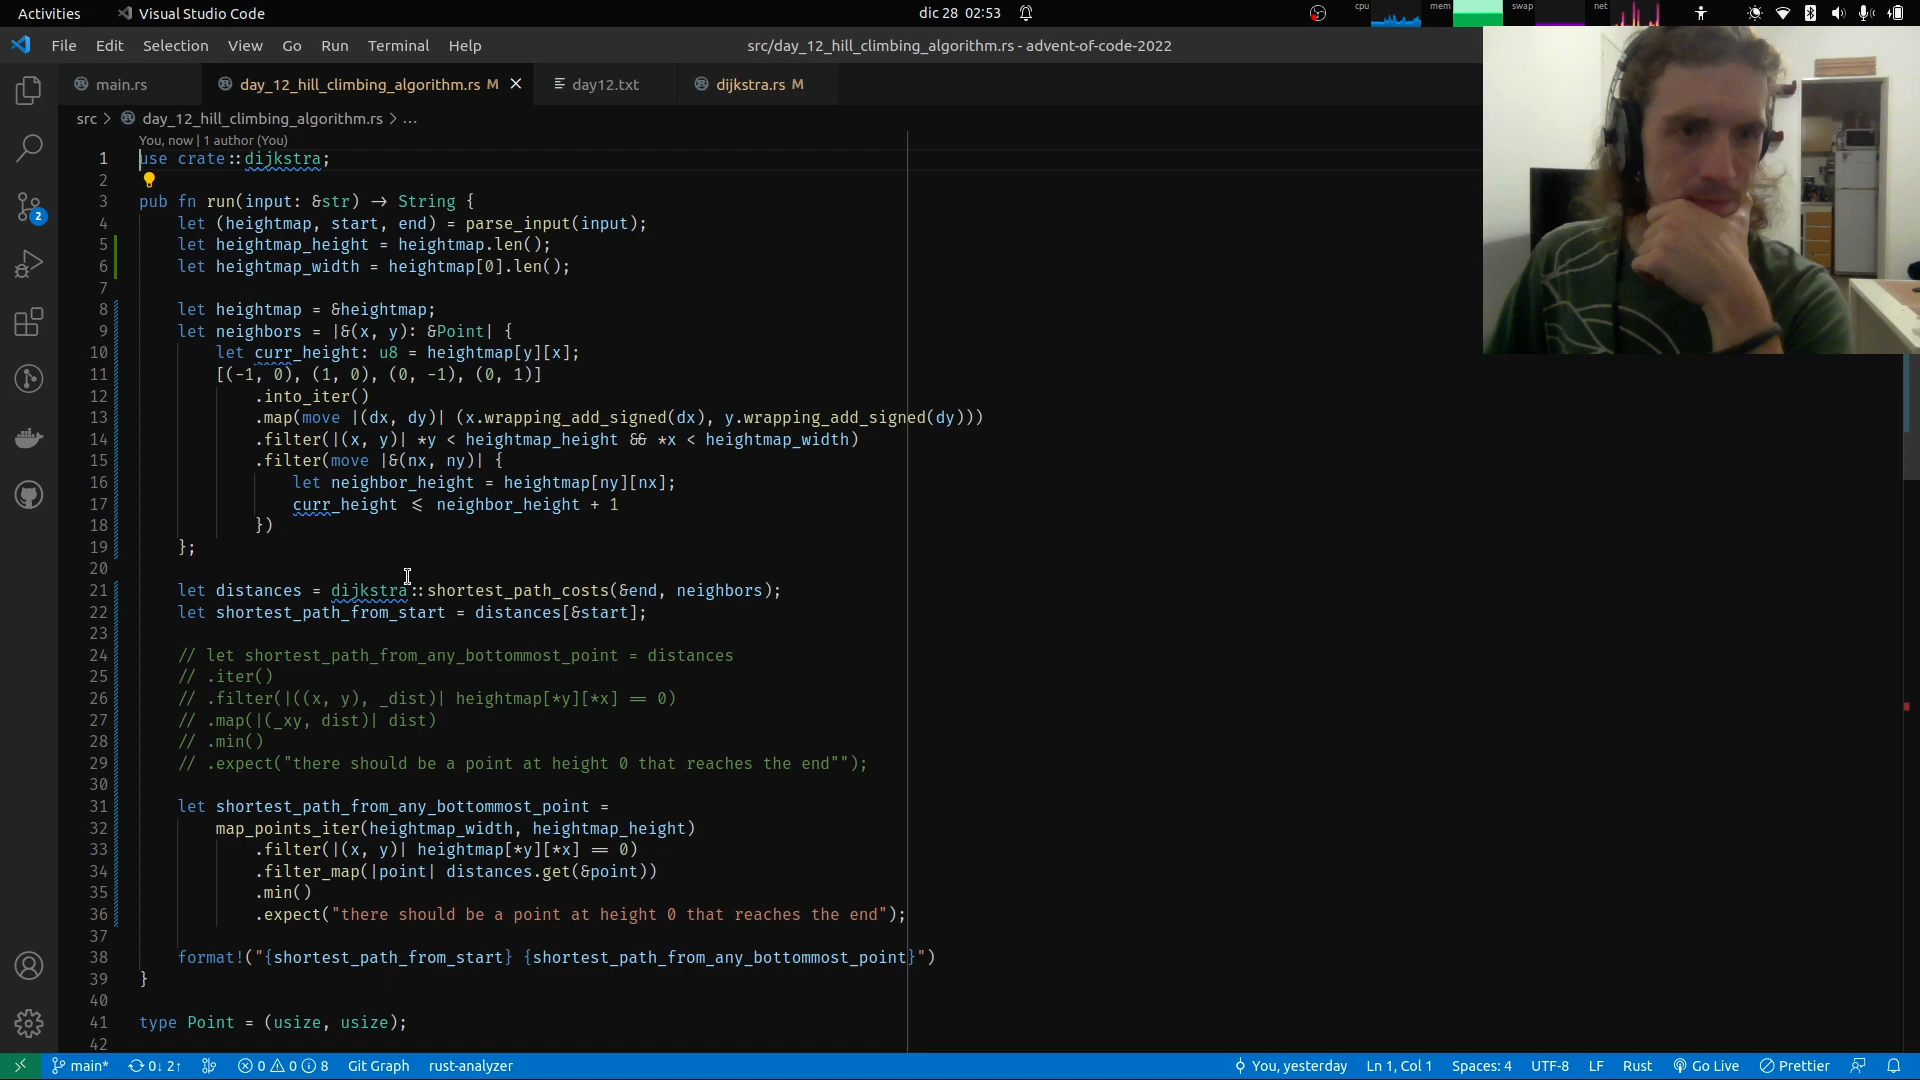 Activities
Visual Studio Code
dic 28 02:53
cpu
mem
swap
net
File Edit Selection View Go Run Terminal Help
src/day_12_hill_climbing_algorithm.rs - advent-of-code-2022
main.rs
day_12_hill_climbing_algorithm.rs M
day12.txt
dijkstra.rs M
src > day_12_hill_climbing_algorithm.rs > ...
You, now | 1 author (You)
1 use crate::dijkstra;
2
3 pub fn run(input: &str) → String {
4 let (heightmap, start, end) = parse_input(input);
5 let heightmap_height = heightmap.len();
6 let heightmap_width = heightmap[0].len();
7
8 let heightmap = &heightmap;
9 let neighbors = |&(x, y): &Point| {
10 let curr_height: u8 = heightmap[y][x];
11 [(-1, 0), (1, 0), (0, -1), (0, 1)]
12 .into_iter()
13 .map(move |(dx, dy)| (x.wrapping_add_signed(dx), y.wrapping_add_signed(dy)))
14 .filter(|(x, y)| *y < heightmap_height && *x < heightmap_width)
15 .filter(move |&(nx, ny)| {
16 let neighbor_height = heightmap[ny][nx];
17 curr_height ⩽ neighbor_height + 1
18 })
19 };
20
21 let distances = dijkstra::shortest_path_costs(&end, neighbors);
22 let shortest_path_from_start = distances[&start];
23
24 // let shortest_path_from_any_bottommost_point = distances
25 // .iter()
26 // .filter(|((x, y), _dist)| heightmap[*y][*x] == 0)
27 // .map(|(_xy, dist)| dist)
28 // .min()
29 // .expect("there should be a point at height 0 that reaches the end"");
30
31 let shortest_path_from_any_bottommost_point =
32 map_points_iter(heightmap_width, heightmap_height)
33 .filter(|(x, y)| heightmap[*y][*x] == 0)
34 .filter_map(|point| distances.get(&point))
35 .min()
36 .expect("there should be a point at height 0 that reaches the end");
37
38 format!("{shortest_path_from_start} {shortest_path_from_any_bottommost_point}")
39 }
40
41 type Point = (usize, usize);
42
2
main* 0↓ 2↑ 0 0 8 Git Graph rust-analyzer
You, yesterday Ln 1, Col 1 Spaces: 4 UTF-8 LF Rust Go Live Prettier